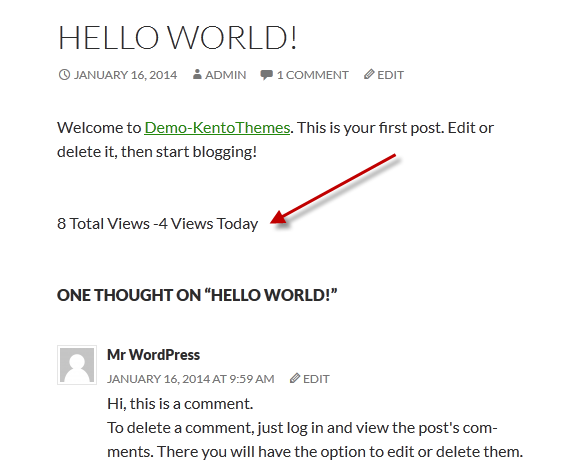 HELLO WORLD!
JANUARY 16, 2014 ADMIN 1 COMMENT EDIT
Welcome to Demo-KentoThemes. This is your first post. Edit or
delete it, then start blogging!
8 Total Views -4 Views Today
ONE THOUGHT ON “HELLO WORLD!”
Mr WordPress
JANUARY 16, 2014 AT 9:59 AM EDIT
Hi, this is a comment.
To delete a comment, just log in and view the post's com-
ments. There you will have the option to edit or delete them.